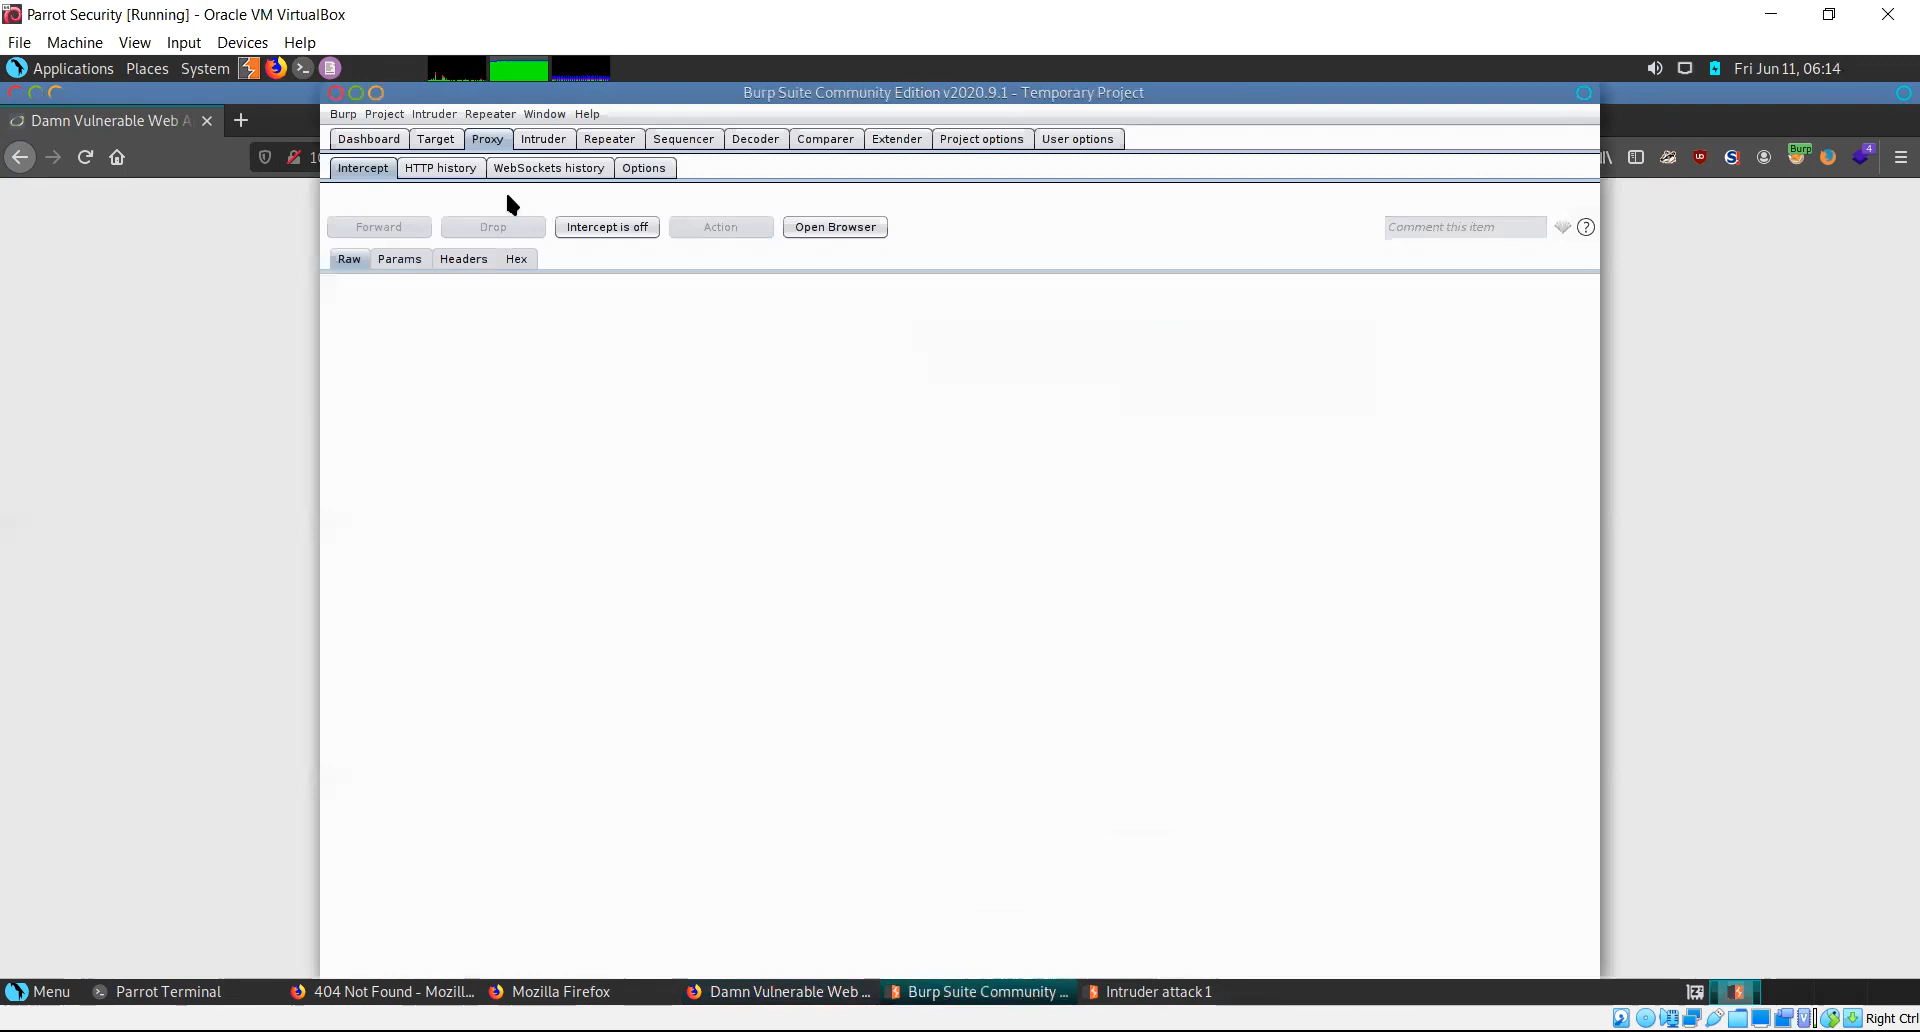 Parrot Security [Running] - Oracle VM VirtualBox
File Machine View Input Devices Help
Applications Places System
Fri Jun 11, 06:14
Burp Suite Community Edition v2020.9.1 - Temporary Project
Damn Vulnerable Web A
Burp Project Intruder Repeater Window Help
Dashboard Target Proxy Intruder Repeater Sequencer Decoder Comparer Extender Project options User options
10
Burp
4
Intercept HTTP history WebSockets history Options
Forward Drop Intercept is off Action Open Browser
Comment this item
?
Raw Params Headers Hex
Menu Parrot Terminal 404 Not Found - Mozill... Mozilla Firefox Damn Vulnerable Web ... Burp Suite Community ... Intruder attack 1
Right Ctrl